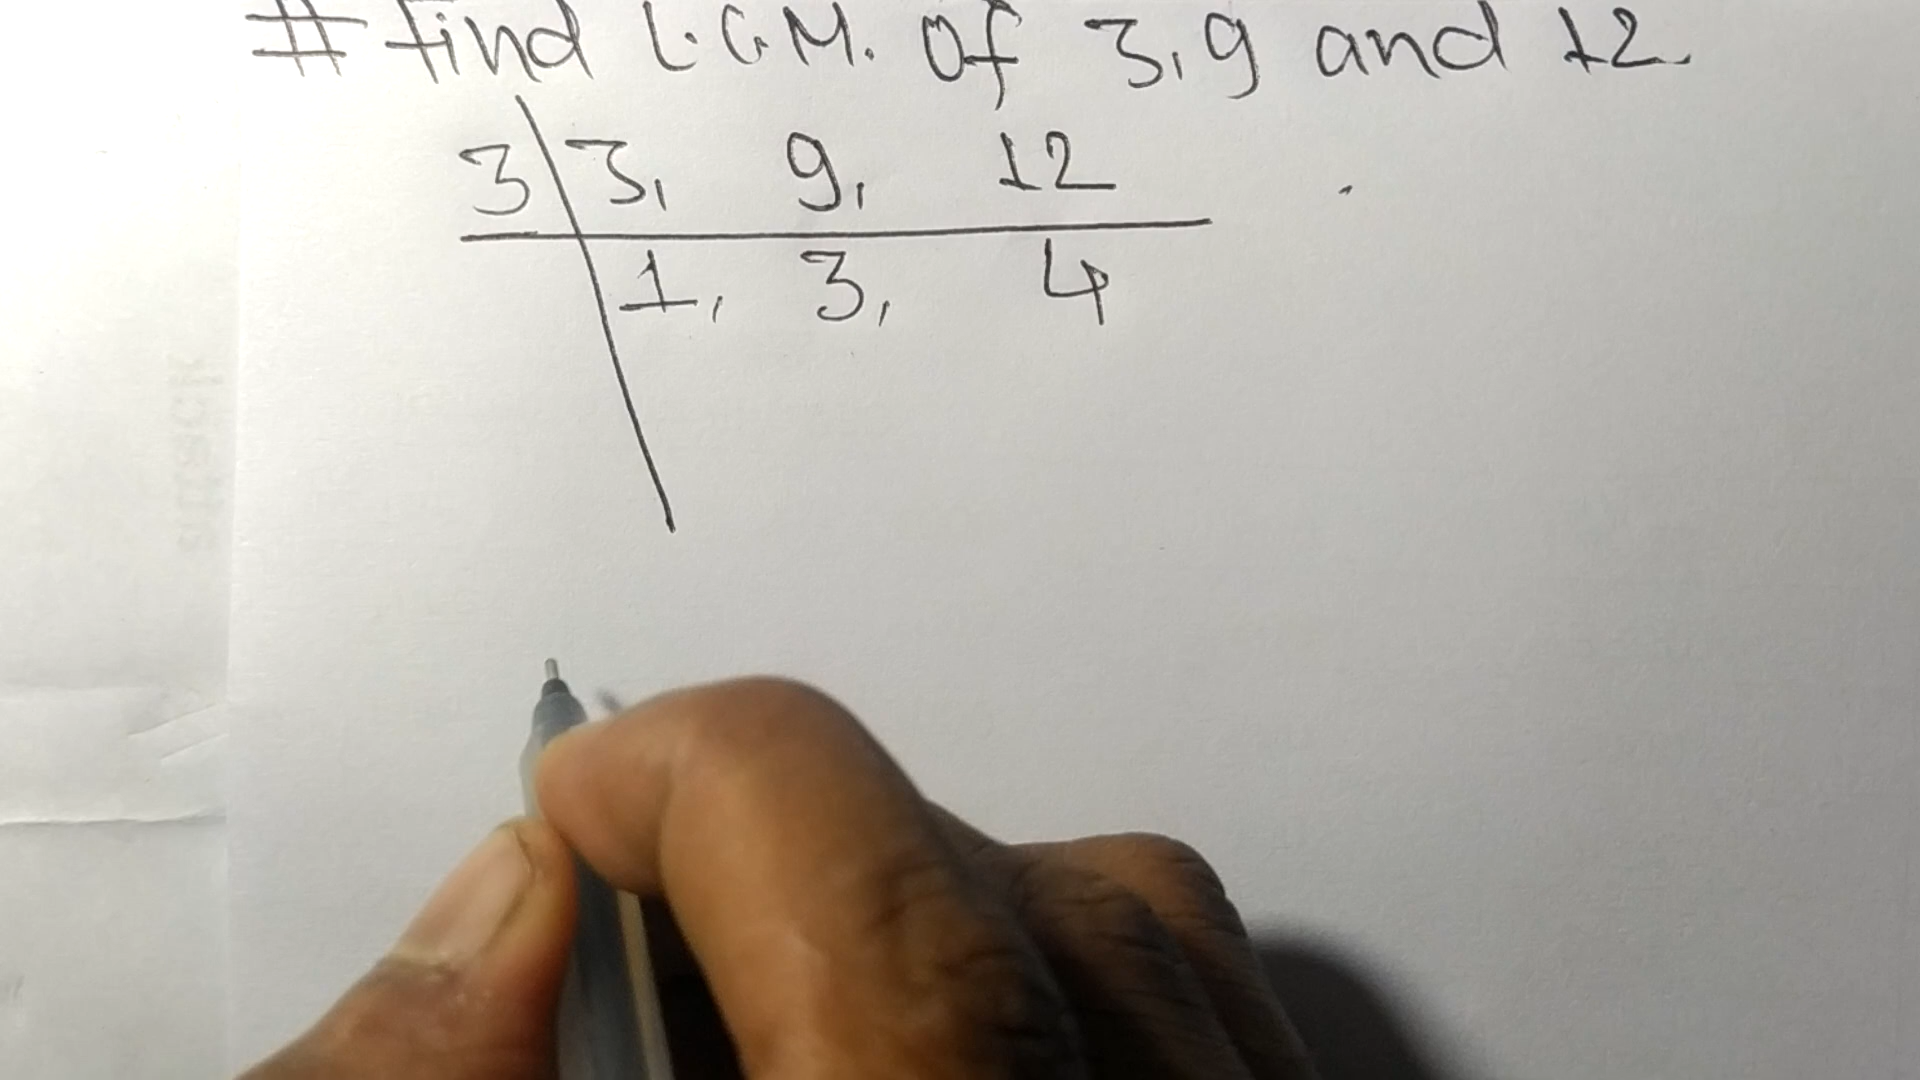 # find L.C.M. of 3, 9 and 12
3 3, 9, 12
1, 3, 4